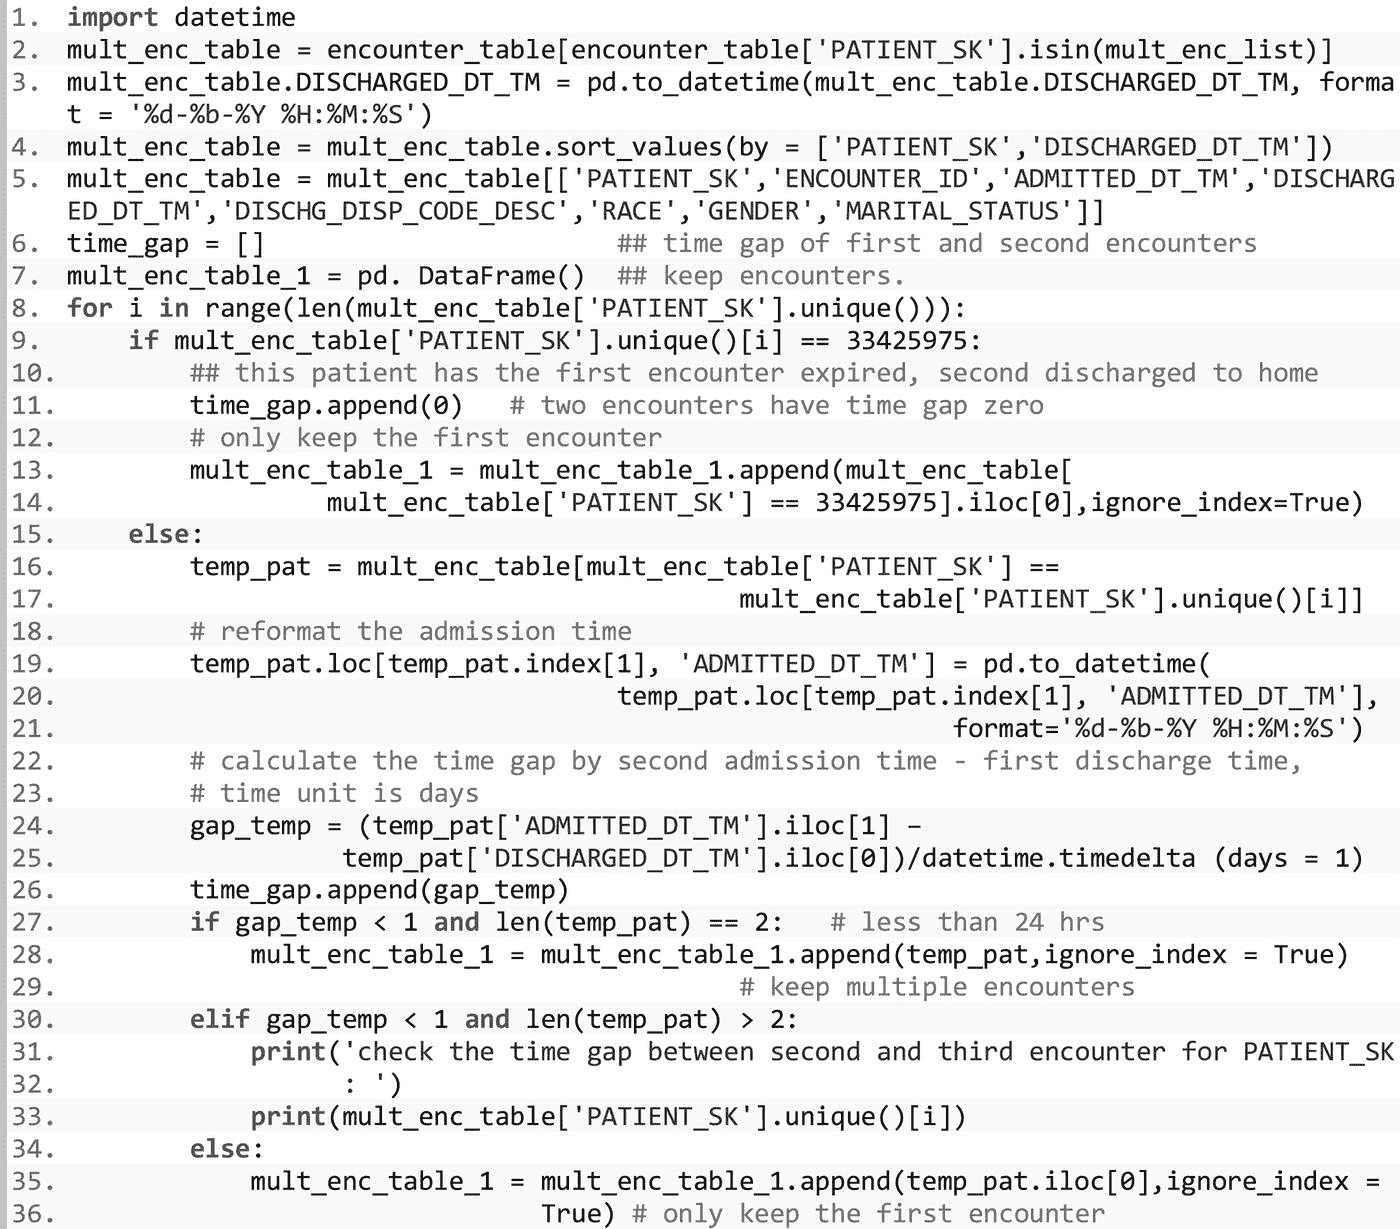 1. import datetime
2. mult_enc_table = encounter_table[encounter_table['PATIENT_SK'].isin(mult_enc_list)]
3. mult_enc_table.DISCHARGED_DT_TM = pd.to_datetime(mult_enc_table.DISCHARGED_DT_TM, forma
t = '%d-%b-%Y %H:%M:%S')
4. mult_enc_table = mult_enc_table.sort_values(by = ['PATIENT_SK','DISCHARGED_DT_TM'])
5. mult_enc_table = mult_enc_table[['PATIENT_SK','ENCOUNTER_ID','ADMITTED_DT_TM','DISCHARG
ED_DT_TM','DISCHG_DISP_CODE_DESC','RACE','GENDER','MARITAL_STATUS']]
6. time_gap = []                       ## time gap of first and second encounters
7. mult_enc_table_1 = pd. DataFrame()  ## keep encounters.
8. for i in range(len(mult_enc_table['PATIENT_SK'].unique())):
9.     if mult_enc_table['PATIENT_SK'].unique()[i] == 33425975:
10.         ## this patient has the first encounter expired, second discharged to home
11.         time_gap.append(0)   # two encounters have time gap zero
12.         # only keep the first encounter
13.         mult_enc_table_1 = mult_enc_table_1.append(mult_enc_table[
14.                  mult_enc_table['PATIENT_SK'] == 33425975].iloc[0],ignore_index=True)
15.     else:
16.         temp_pat = mult_enc_table[mult_enc_table['PATIENT_SK'] ==
17.                                             mult_enc_table['PATIENT_SK'].unique()[i]]
18.         # reformat the admission time
19.         temp_pat.loc[temp_pat.index[1], 'ADMITTED_DT_TM'] = pd.to_datetime(
20.                                     temp_pat.loc[temp_pat.index[1], 'ADMITTED_DT_TM'],
21.                                                           format='%d-%b-%Y %H:%M:%S')
22.         # calculate the time gap by second admission time - first discharge time,
23.         # time unit is days
24.         gap_temp = (temp_pat['ADMITTED_DT_TM'].iloc[1] –
25.                   temp_pat['DISCHARGED_DT_TM'].iloc[0])/datetime.timedelta (days = 1)
26.         time_gap.append(gap_temp)
27.         if gap_temp < 1 and len(temp_pat) == 2:   # less than 24 hrs
28.             mult_enc_table_1 = mult_enc_table_1.append(temp_pat,ignore_index = True)
29.                                             # keep multiple encounters
30.         elif gap_temp < 1 and len(temp_pat) > 2:
31.             print('check the time gap between second and third encounter for PATIENT_SK
32.                   : ')
33.             print(mult_enc_table['PATIENT_SK'].unique()[i])
34.         else:
35.             mult_enc_table_1 = mult_enc_table_1.append(temp_pat.iloc[0],ignore_index =
36.                                True) # only keep the first encounter